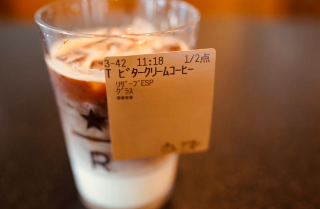 3-42 11:18 1/2点
T ビタークリームコーヒー
リザーブESP
グラス
****
R